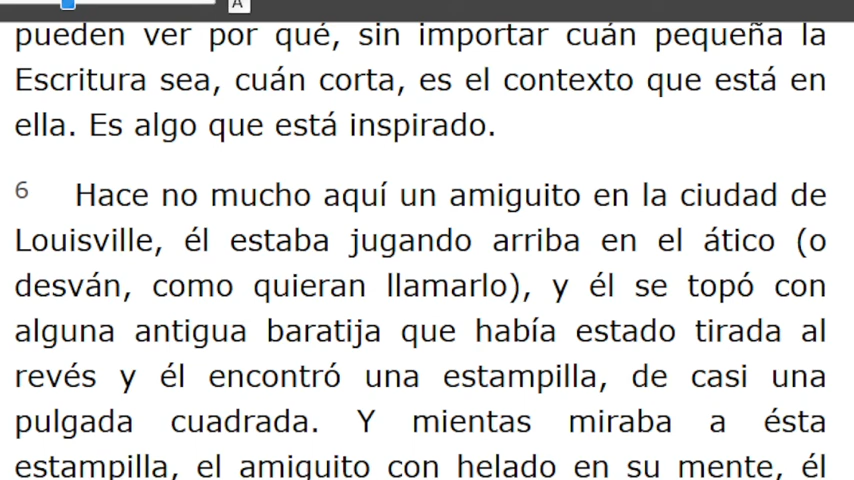 A
pueden ver por qué, sin importar cuán pequeña la
Escritura sea, cuán corta, es el contexto que está en
ella. Es algo que está inspirado.
6 Hace no mucho aquí un amiguito en la ciudad de
Louisville, él estaba jugando arriba en el ático (o
desván, como quieran llamarlo), y él se topó con
alguna antigua baratija que había estado tirada al
revés y él encontró una estampilla, de casi una
pulgada cuadrada. Y mientas miraba a ésta
estampilla, el amiguito con helado en su mente, él